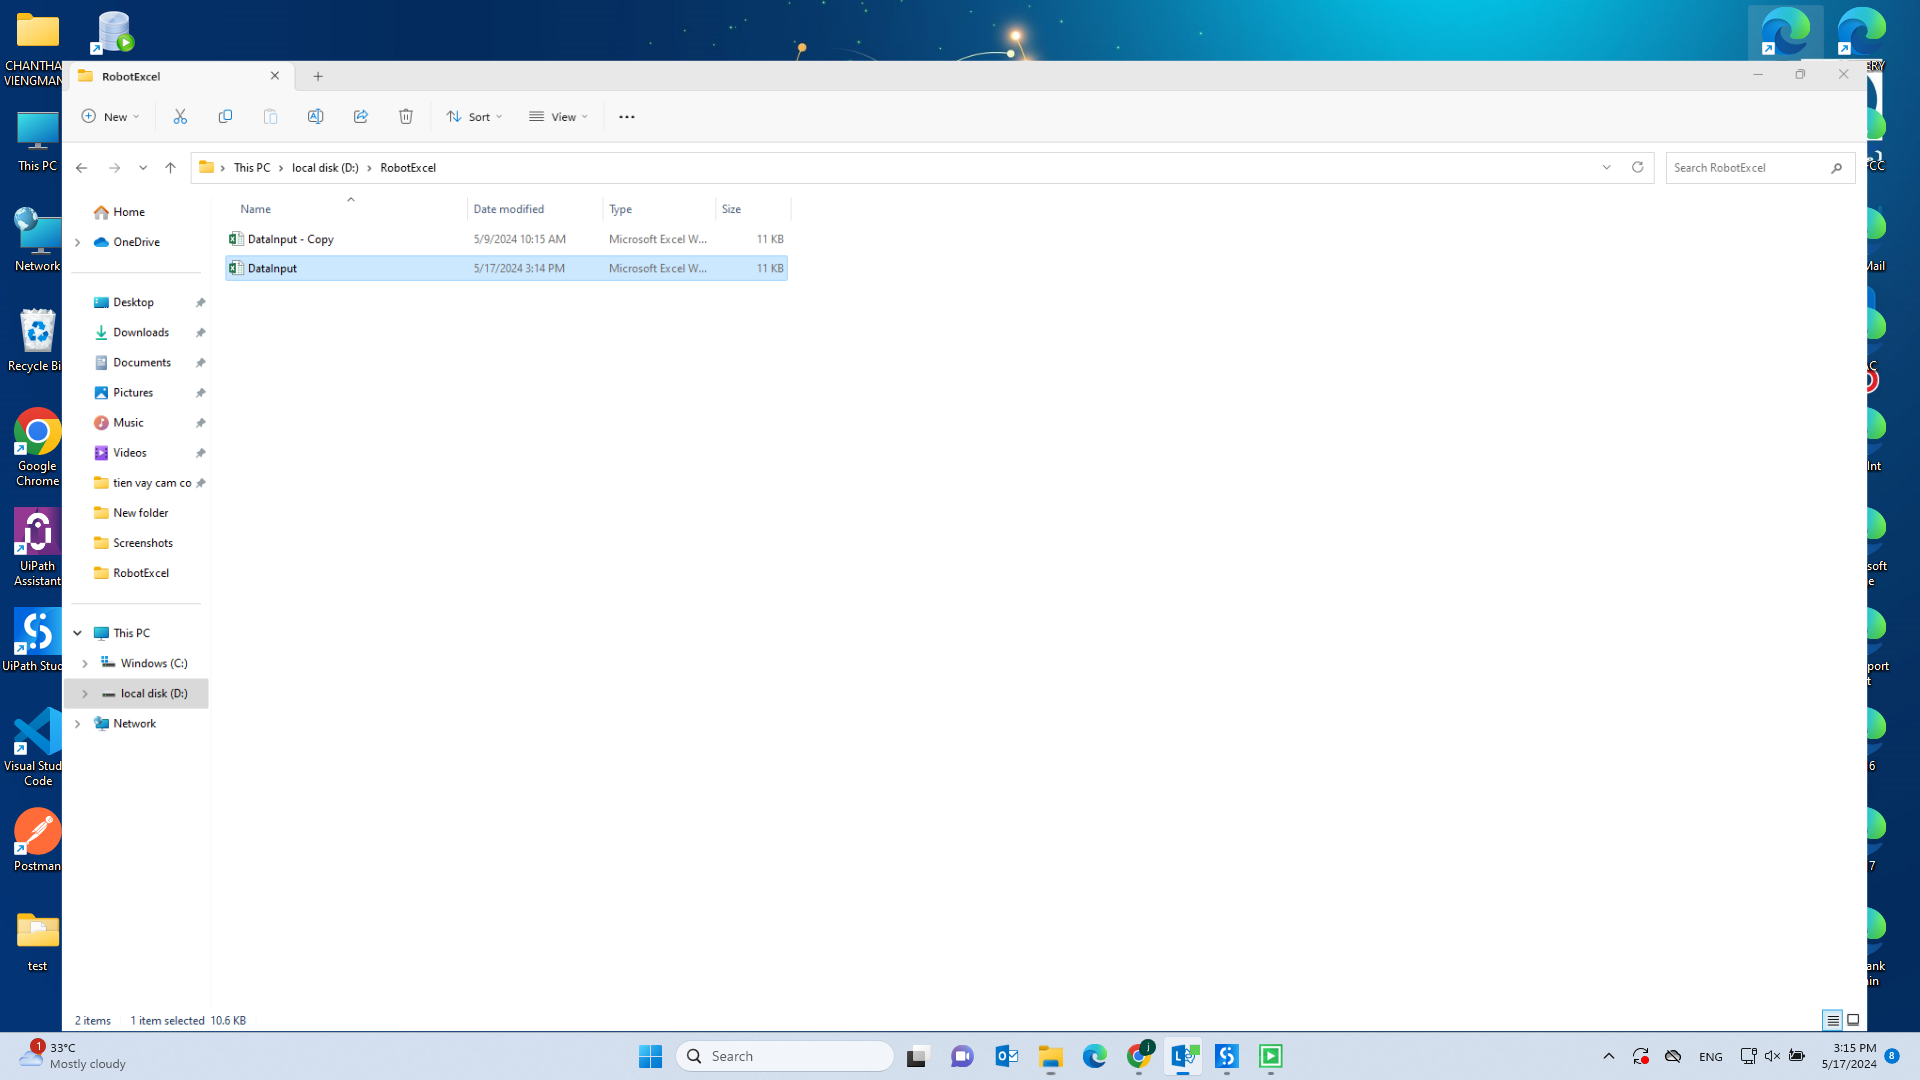 CHANTHA
VIENGMAN
This PC
Network
Recycle Bi
Google
Chrome
UiPath
Assistant
UiPath Stud
Visual Stud
Code
Postman
test
RobotExcel
New
Sort
View
This PC
local disk (D:)
RobotExcel
Search RobotExcel
Home
OneDrive
Desktop
Downloads
Documents
Pictures
Music
Videos
tien vay cam co
New folder
Screenshots
RobotExcel
This PC
Windows (C:)
local disk (D:)
Network
Name Date modified Type Size
DataInput - Copy 5/9/2024 10:15 AM Microsoft Excel W... 11 KB
DataInput 5/17/2024 3:14 PM Microsoft Excel W... 11 KB
2 items 1 item selected 10.6 KB
ERY
CC
Mail
C
Int
soft
e
port
t
6
7
ank
in
1
33°C
Mostly cloudy
Search
j
ENG
3:15 PM
5/17/2024
8